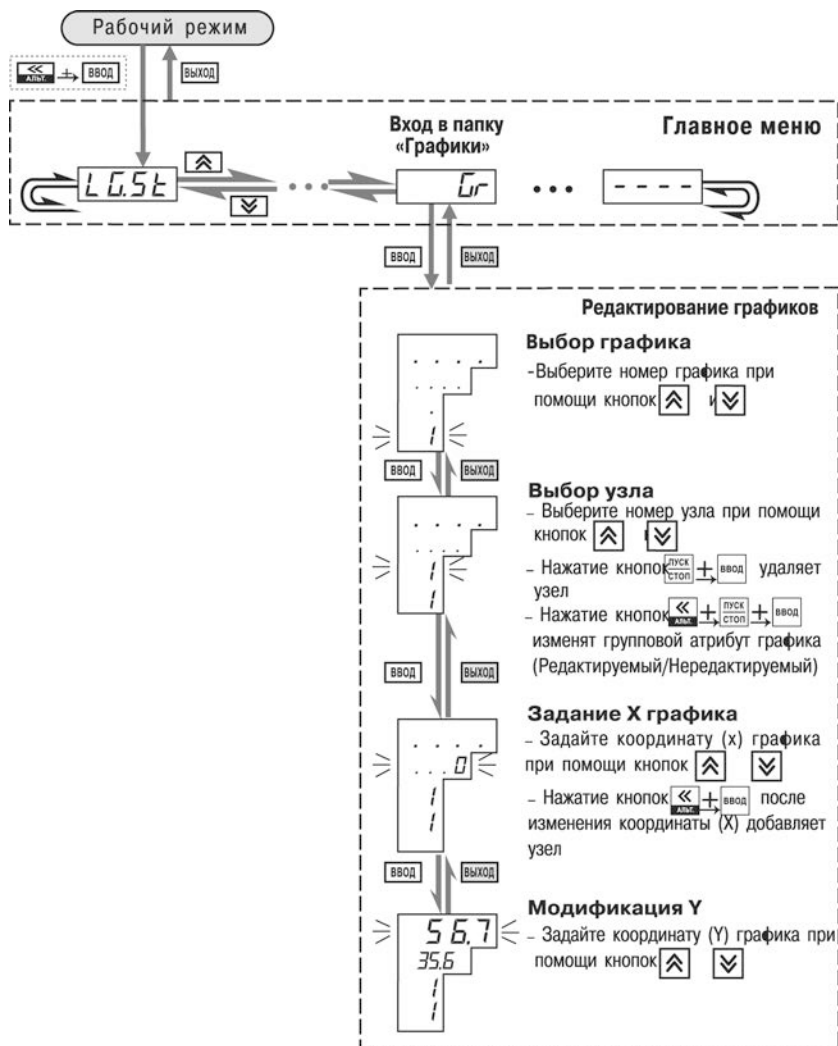 Рабочий режим
АЛЬТ. + ВВОД
ВЫХОД
Вход в папку
«Графики»
Главное меню
LG.St
Gr
- - - -
ВВОД
ВЫХОД
Редактирование графиков
Выбор графика
-Выберите номер графика при
помощи кнопок и
1
ВВОД
ВЫХОД
Выбор узла
– Выберите номер узла при помощи
кнопок
– Нажатие кнопок ПУСК СТОП + ВВОД удаляет
узел
– Нажатие кнопок АЛЬТ. + ПУСК СТОП + ВВОД
изменят групповой атрибут графика
(Редактируемый/Нередактируемый)
1
1
ВВОД
ВЫХОД
Задание X графика
– Задайте координату (x) графика
при помощи кнопок
– Нажатие кнопок АЛЬТ. + ВВОД после
изменения координаты (X) добавляет
узел
0
1
1
ВВОД
ВЫХОД
Модификация Y
– Задайте координату (Y) графика при
помощи кнопок
56.7
35.6
1
1